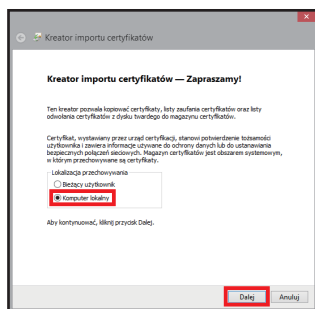 Kreator importu certyfikatów
Kreator importu certyfikatów — Zapraszamy!
Ten kreator pozwala kopiować certyfikaty, listy zaufania certyfikatów oraz listy
odwołania certyfikatów z dysku twardego do magazynu certyfikatów.
Certyfikat, wystawiany przez urząd certyfikacji, stanowi potwierdzenie tożsamości
użytkownika i zawiera informacje używane do ochrony danych lub do ustanawiania
bezpiecznych połączeń sieciowych. Magazyn certyfikatów jest obszarem systemowym,
w którym przechowywane są certyfikaty.
Lokalizacja przechowywania
Bieżący użytkownik
Komputer lokalny
Aby kontynuować, kliknij przycisk Dalej.
Dalej Anuluj